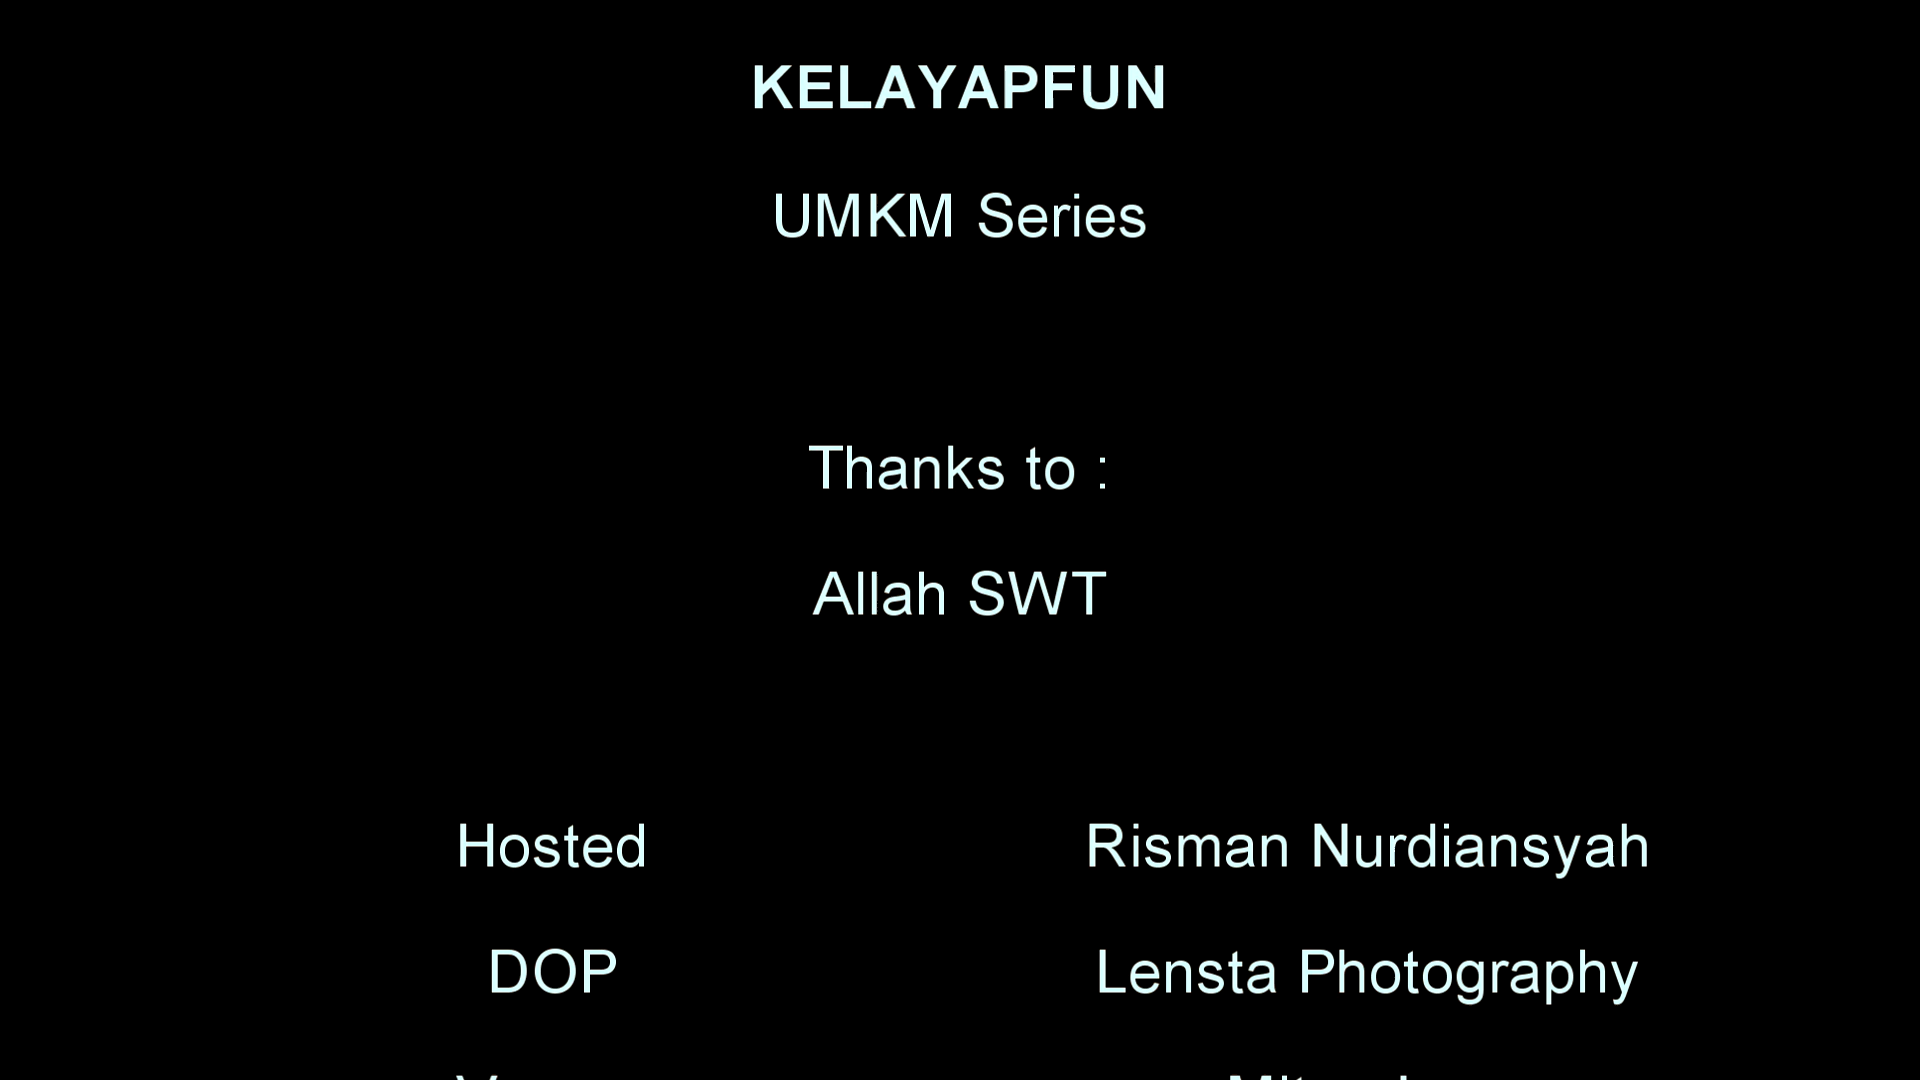 KELAYAPFUN
UMKM Series
Thanks to :
Allah SWT
Hosted Risman Nurdiansyah
DOP Lensta Photography